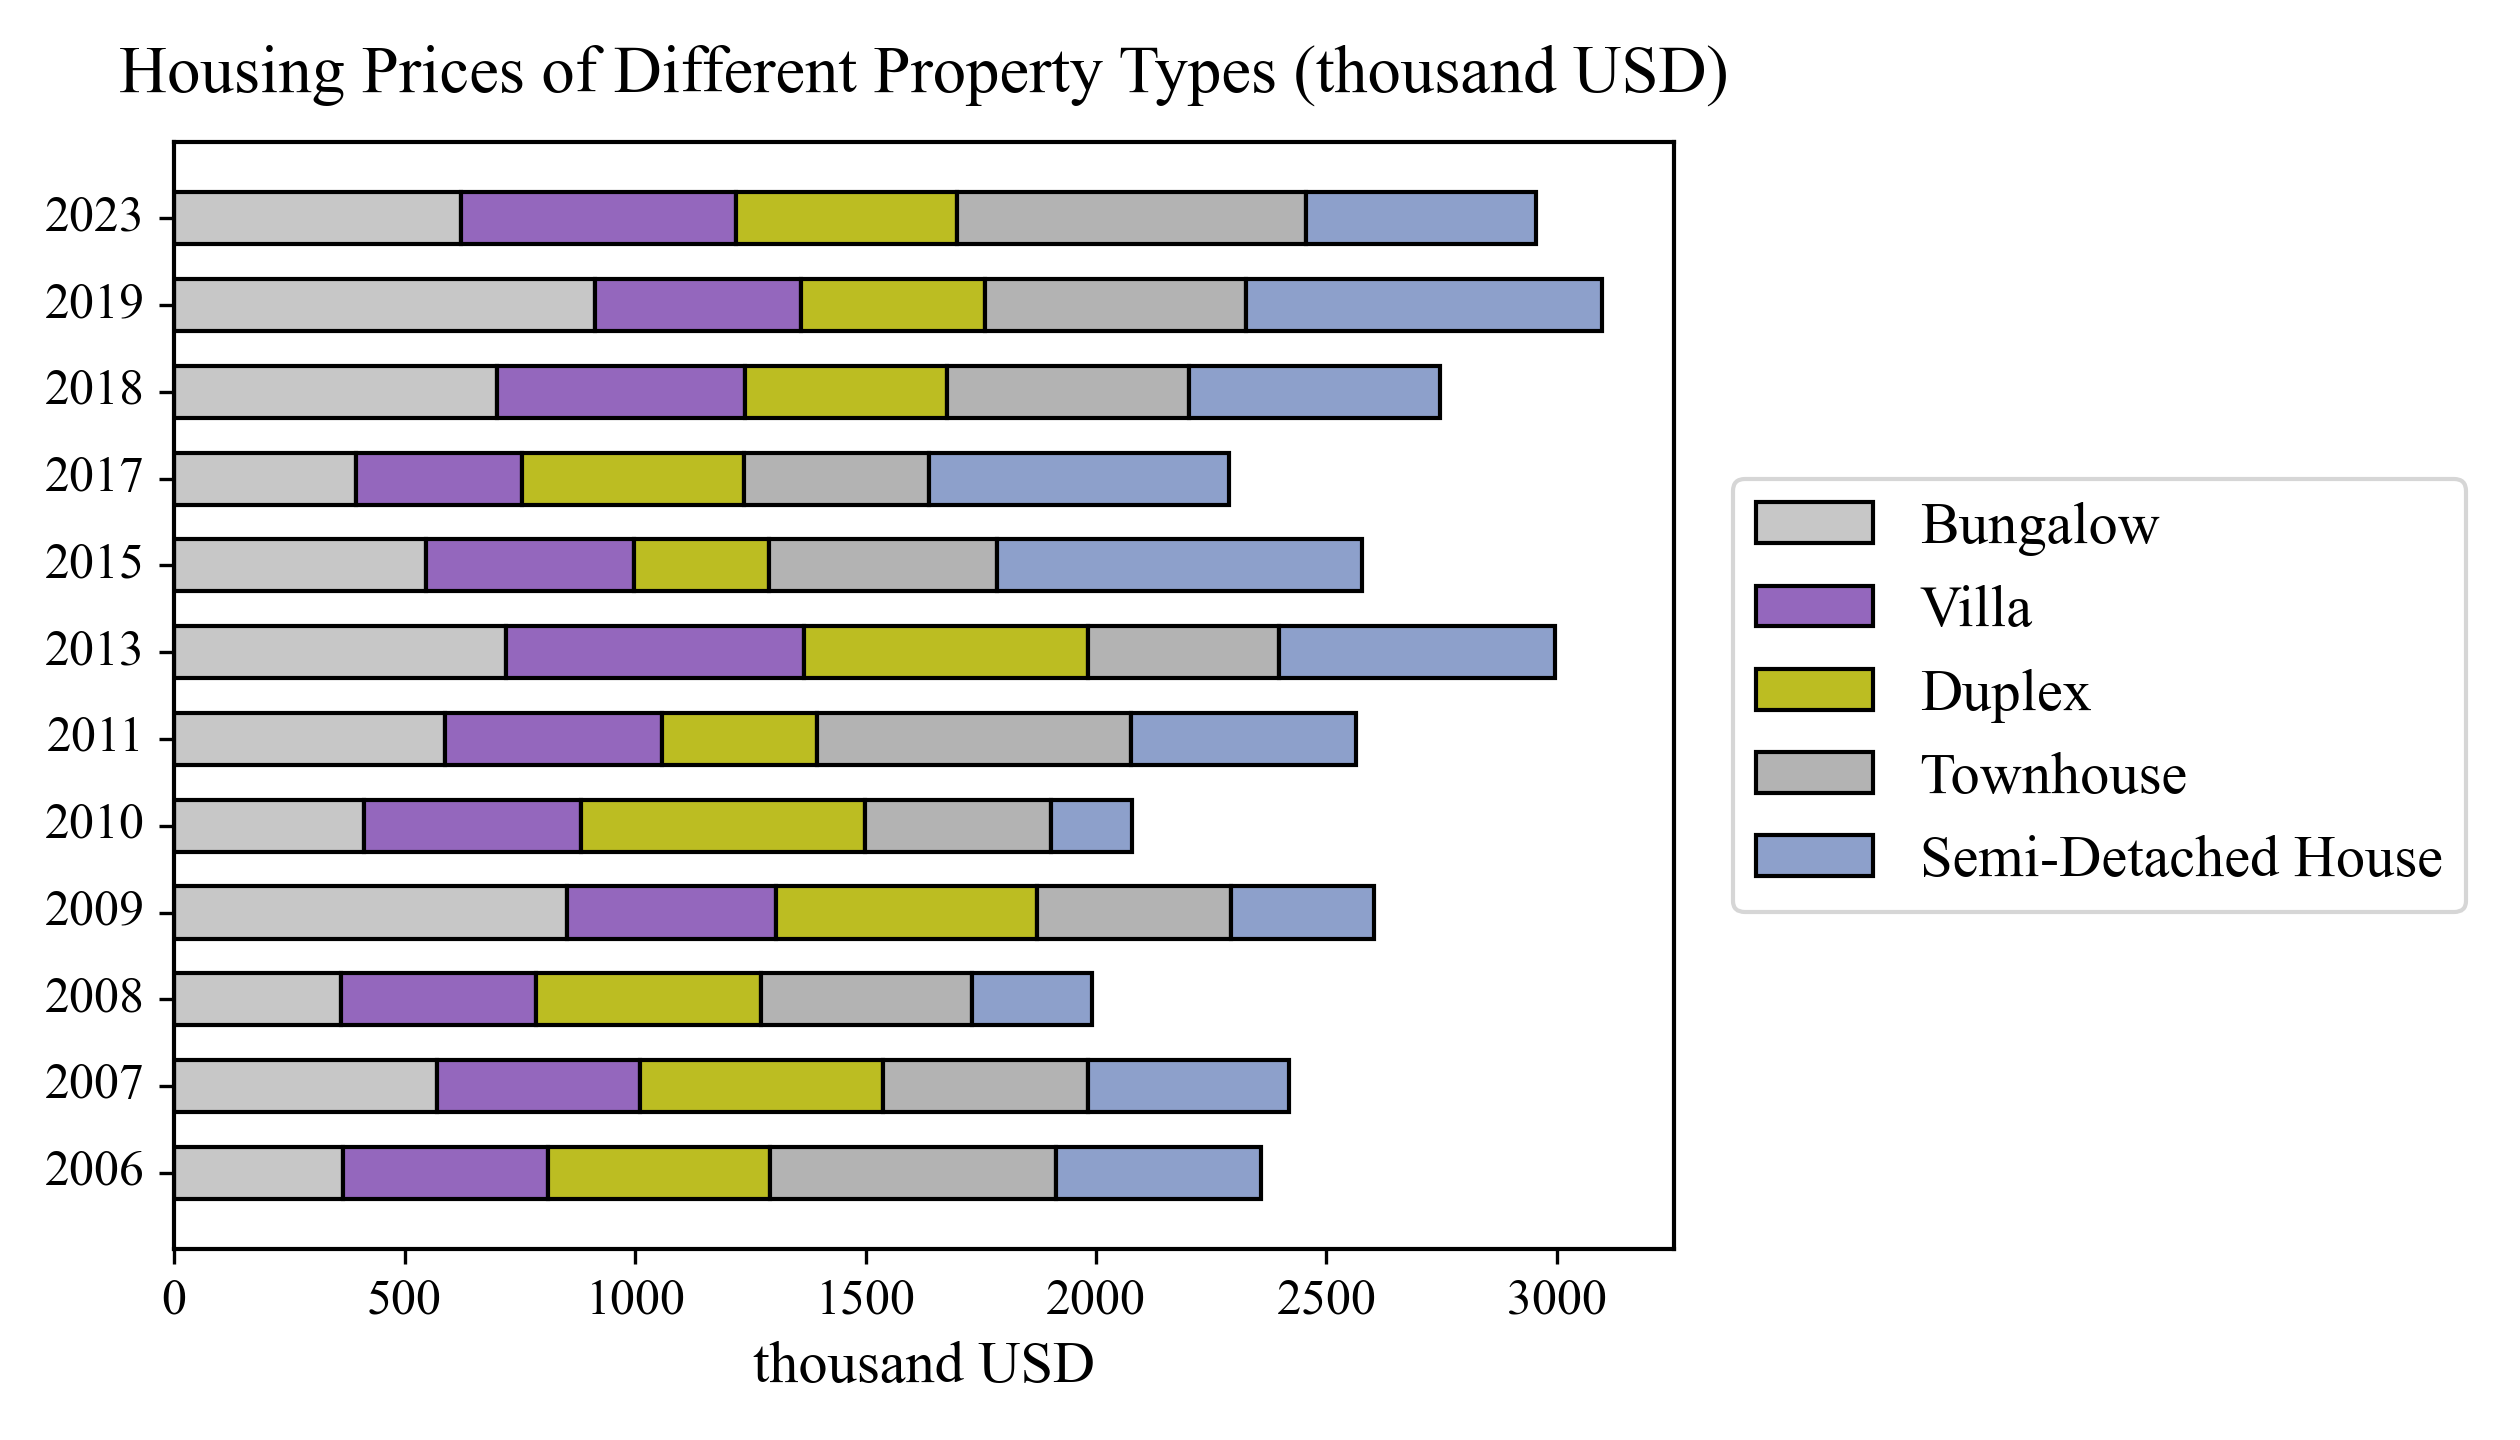 Housing Prices of Different Property Types (thousand USD)
2023
2019
2018
2017
2015
2013
2011
2010
2009
2008
2007
2006
0 500 1000 1500 2000 2500 3000
thousand USD
Bungalow
Villa
Duplex
Townhouse
Semi-Detached House